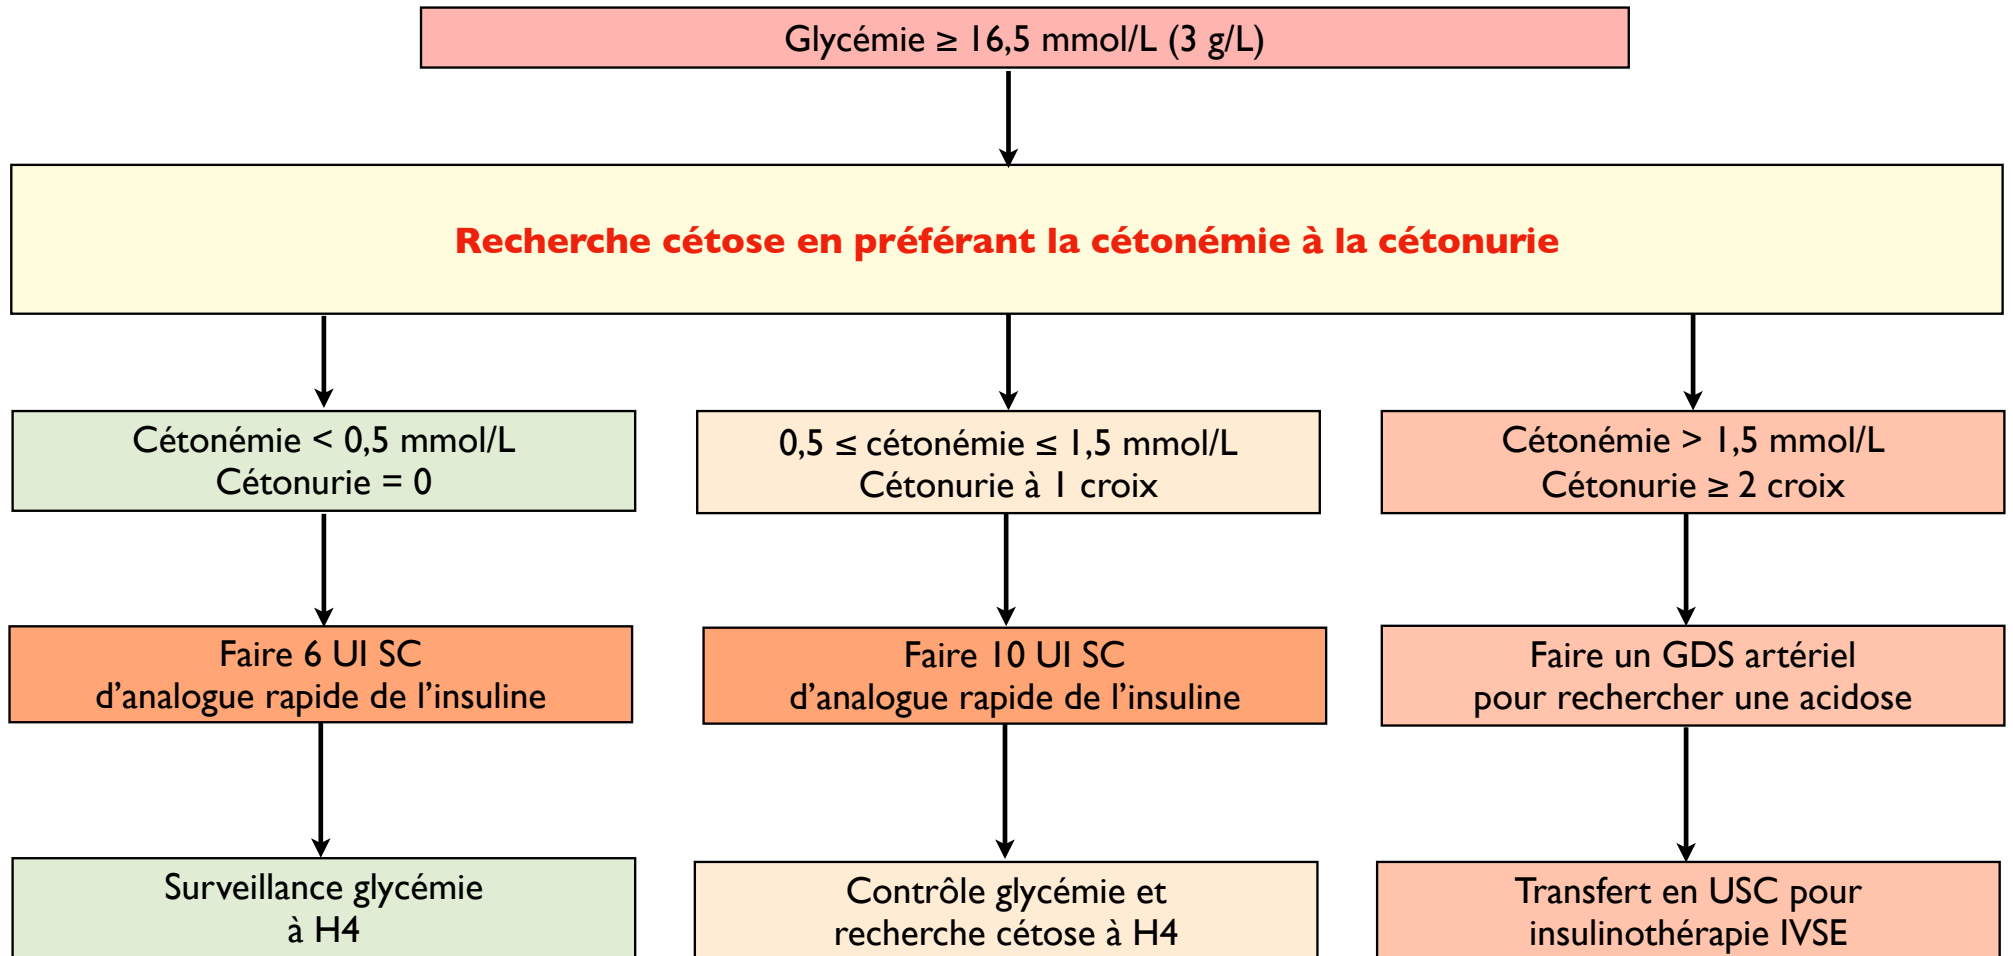 Glycémie ≥ 16,5 mmol/L (3 g/L)
Recherche cétose en préférant la cétonémie à la cétonurie
Cétonémie < 0,5 mmol/L
Cétonurie = 0
0,5 ≤ cétonémie ≤ 1,5 mmol/L
Cétonurie à 1 croix
Cétonémie > 1,5 mmol/L
Cétonurie ≥ 2 croix
Faire 6 UI SC
d'analogue rapide de l'insuline
Faire 10 UI SC
d'analogue rapide de l'insuline
Faire un GDS artériel
pour rechercher une acidose
Surveillance glycémie
à H4
Contrôle glycémie et
recherche cétose à H4
Transfert en USC pour
insulinothérapie IVSE